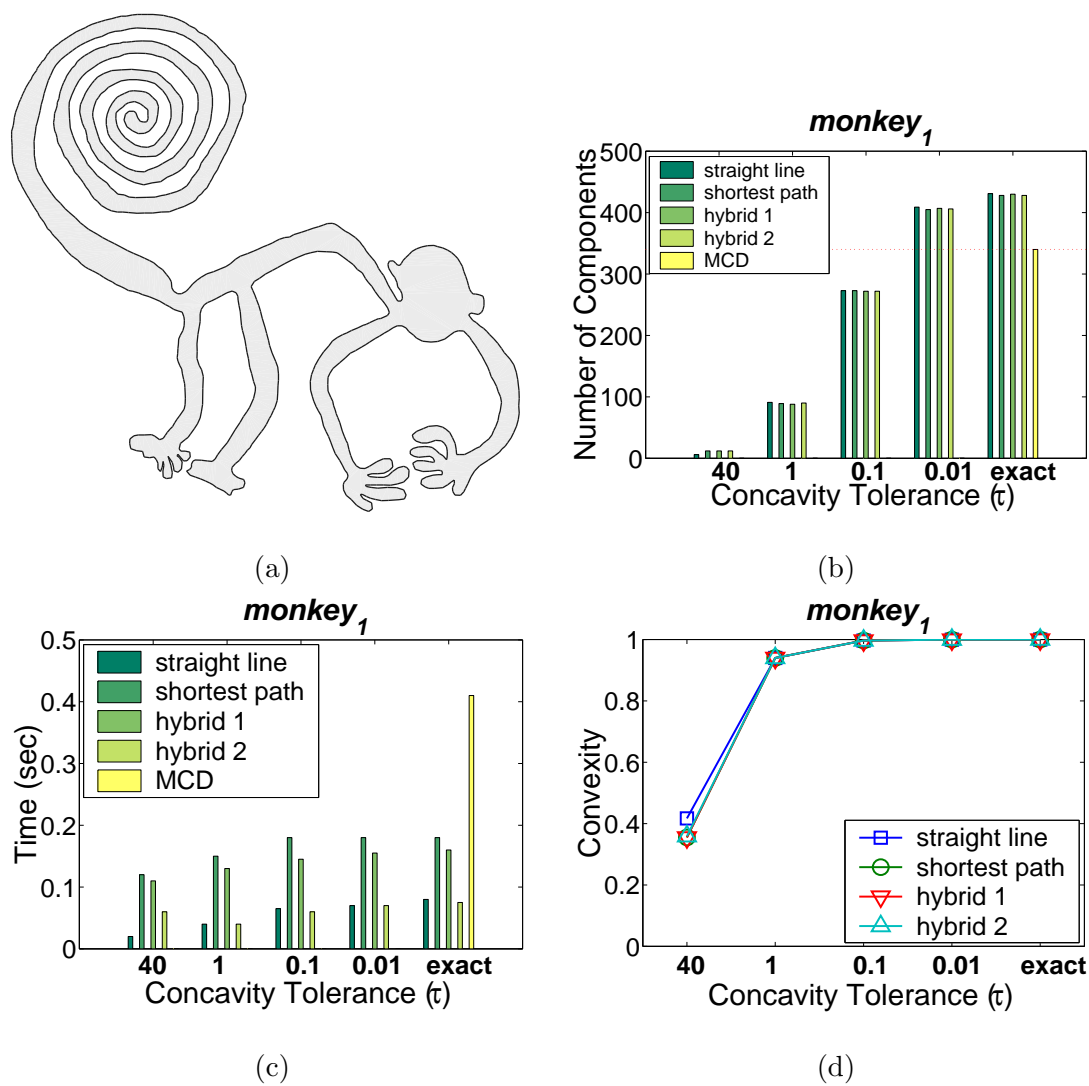 monkey₁
500
400
300
200
100
0
Number of Components
straight line
shortest path
hybrid 1
hybrid 2
MCD
40 1 0.1 0.01 exact
Concavity Tolerance (τ)
(a)
(b)
monkey₁
0.5
0.4
0.3
0.2
0.1
0
Time (sec)
straight line
shortest path
hybrid 1
hybrid 2
MCD
40 1 0.1 0.01 exact
Concavity Tolerance (τ)
(c)
monkey₁
1
0.8
0.6
0.4
0.2
0
Convexity
straight line
shortest path
hybrid 1
hybrid 2
40 1 0.1 0.01 exact
Concavity Tolerance (τ)
(d)